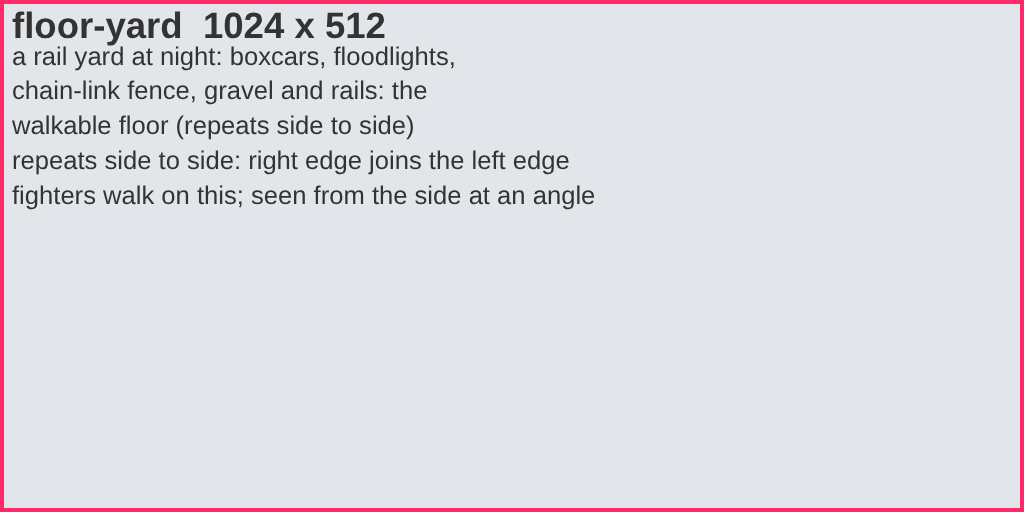 floor-yard 1024 x 512
a rail yard at night: boxcars, floodlights,
chain-link fence, gravel and rails: the
walkable floor (repeats side to side)
repeats side to side: right edge joins the left edge
fighters walk on this; seen from the side at an angle